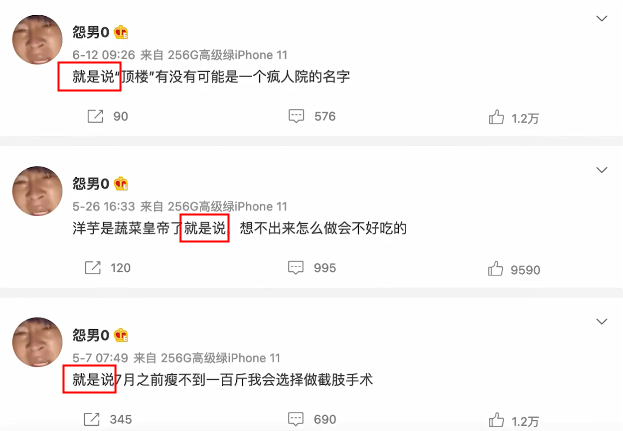 怨男0
6-12 09:26 来自 256G高级绿iPhone 11
就是说“顶楼”有没有可能是一个疯人院的名字
90 576 1.2万
怨男0
5-26 16:33 来自 256G高级绿iPhone 11
洋芋是蔬菜皇帝了就是说，想不出来怎么做会不好吃的
120 995 9590
怨男0
5-7 07:49 来自 256G高级绿iPhone 11
就是说7月之前瘦不到一百斤我会选择做截肢手术
345 690 1.2万